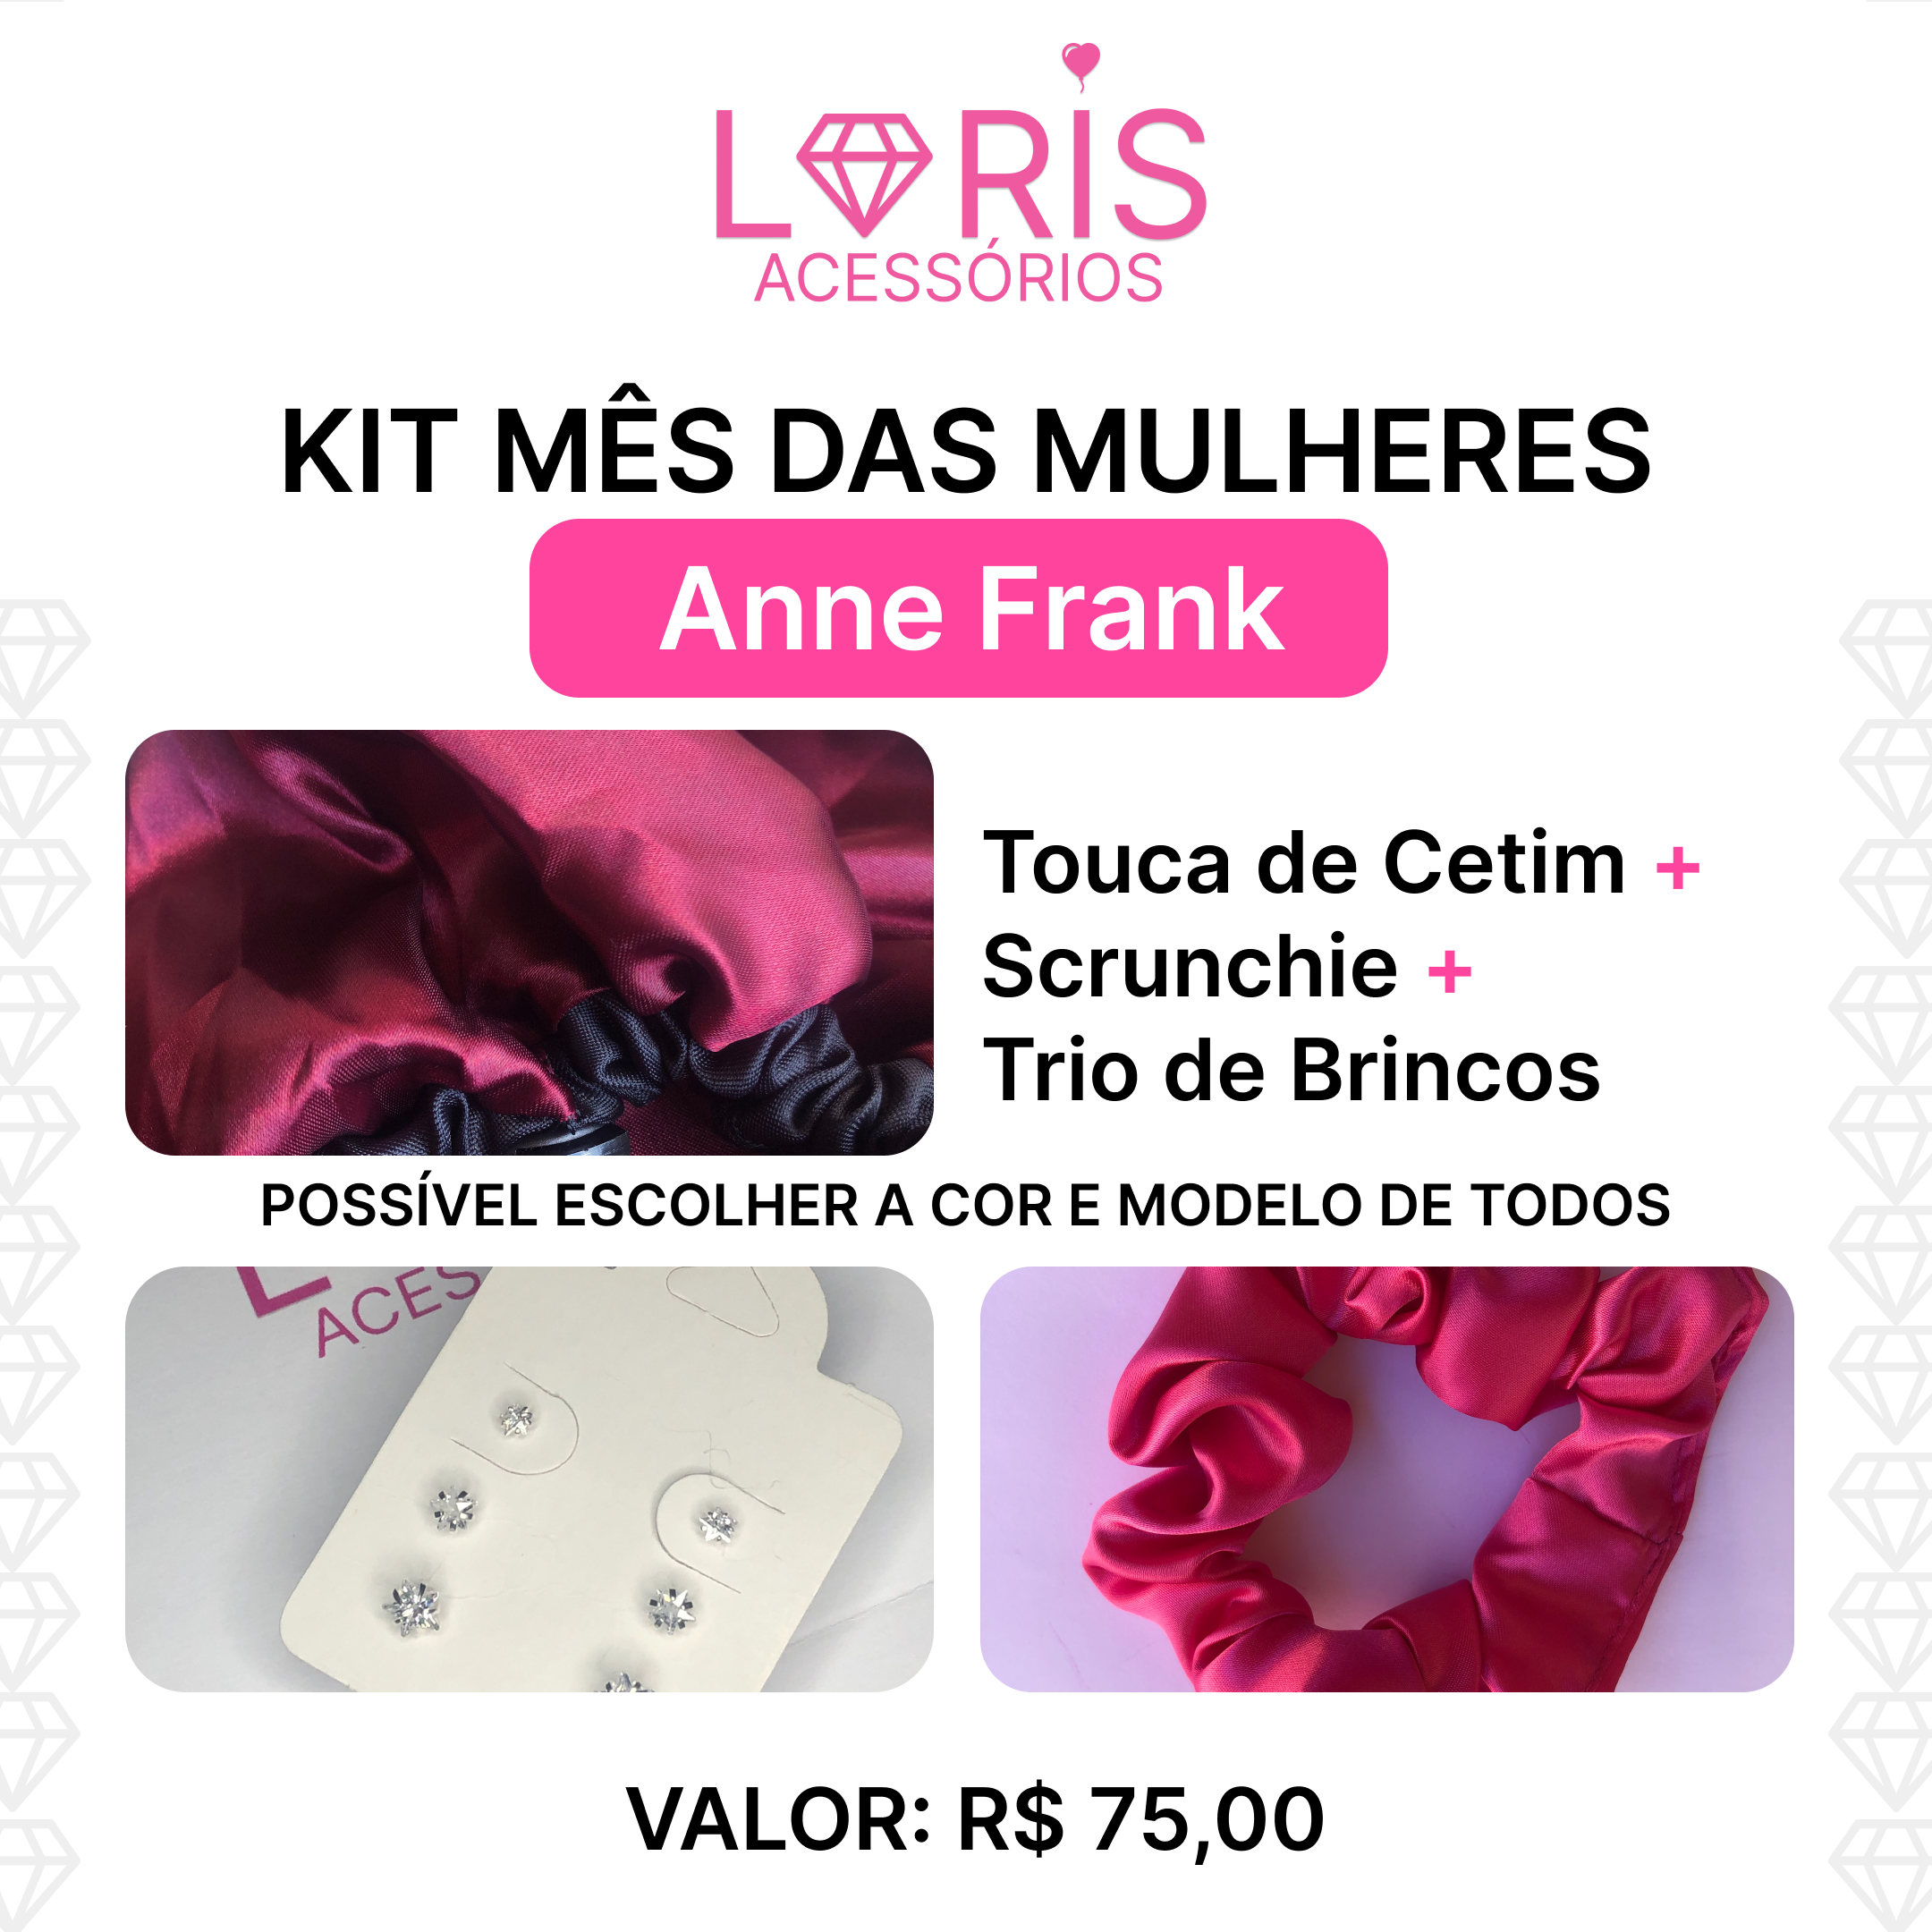 LORIS
ACESSÓRIOS
KIT MÊS DAS MULHERES
Anne Frank
Touca de Cetim +
Scrunchie +
Trio de Brincos
POSSÍVEL ESCOLHER A COR E MODELO DE TODOS
L
ACES
VALOR: R$ 75,00